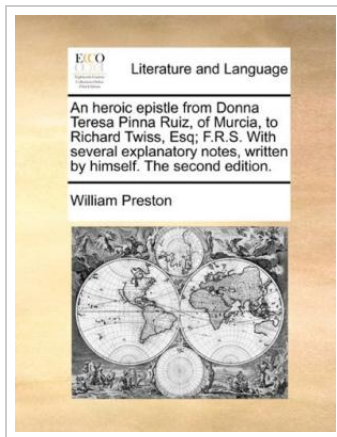 ECCO
Literature and Language
An heroic epistle from Donna
Teresa Pinna Ruiz, of Murcia, to
Richard Twiss, Esq; F.R.S. With
several explanatory notes, written
by himself. The second edition.
William Preston